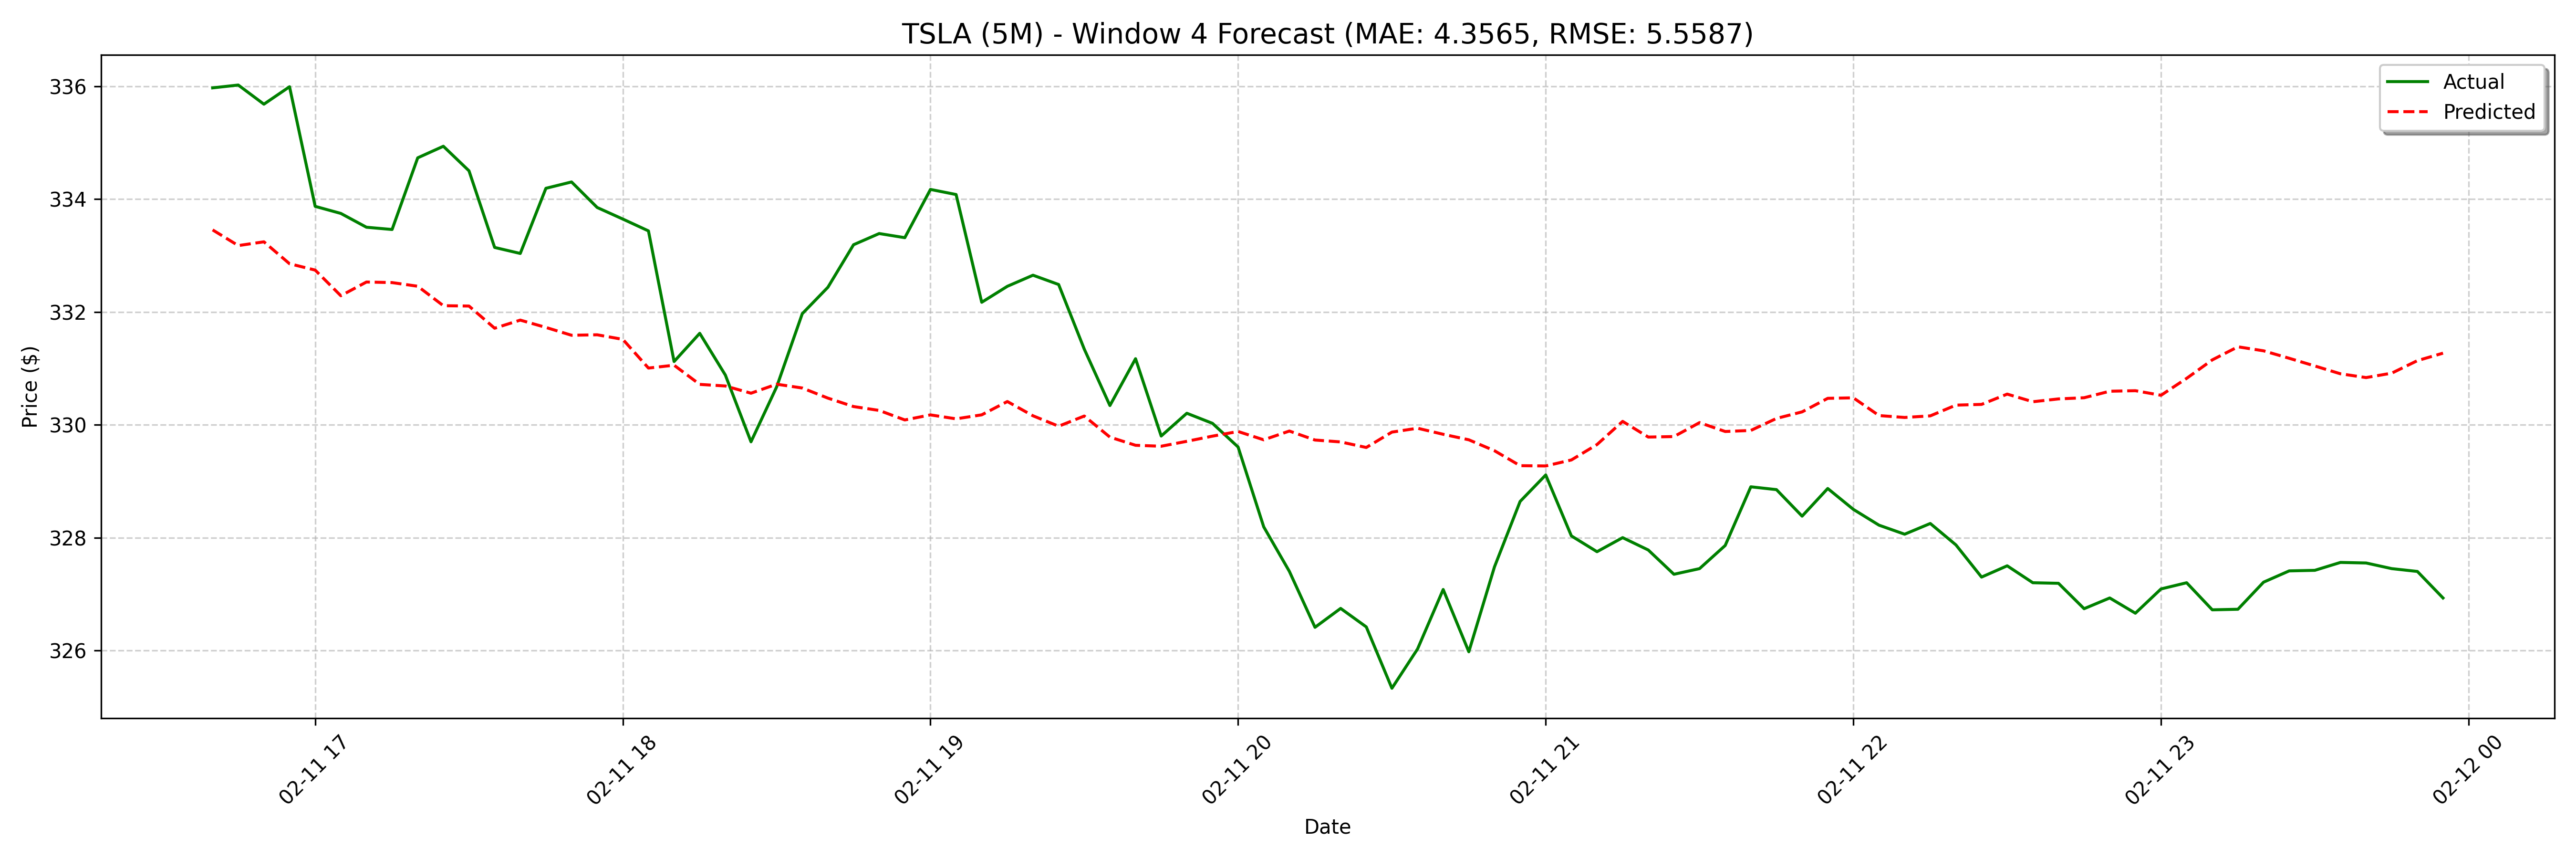 TSLA (5M) - Window 4 Forecast (MAE: 4.3565, RMSE: 5.5587)
Actual
Predicted
Price ($)
336
334
332
330
328
326
02-11 17
02-11 18
02-11 19
02-11 20
02-11 21
02-11 22
02-11 23
02-12 00
Date